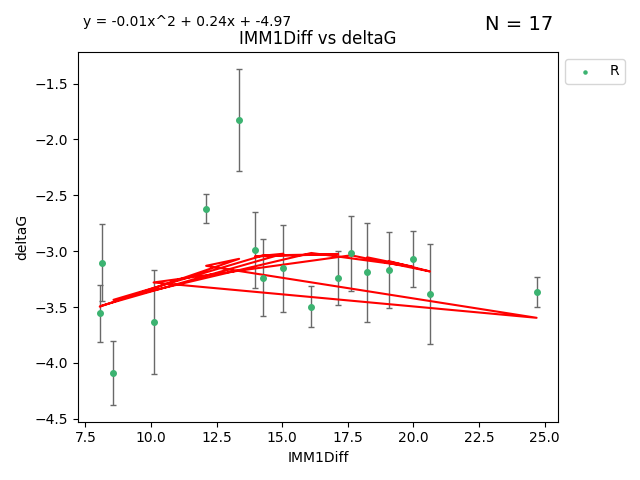 y = -0.01x^2 + 0.24x + -4.97
N = 17
IMM1Diff vs deltaG
R
−1.5
−2.0
−2.5
−3.0
−3.5
−4.0
−4.5
deltaG
7.5 10.0 12.5 15.0 17.5 20.0 22.5 25.0
IMM1Diff